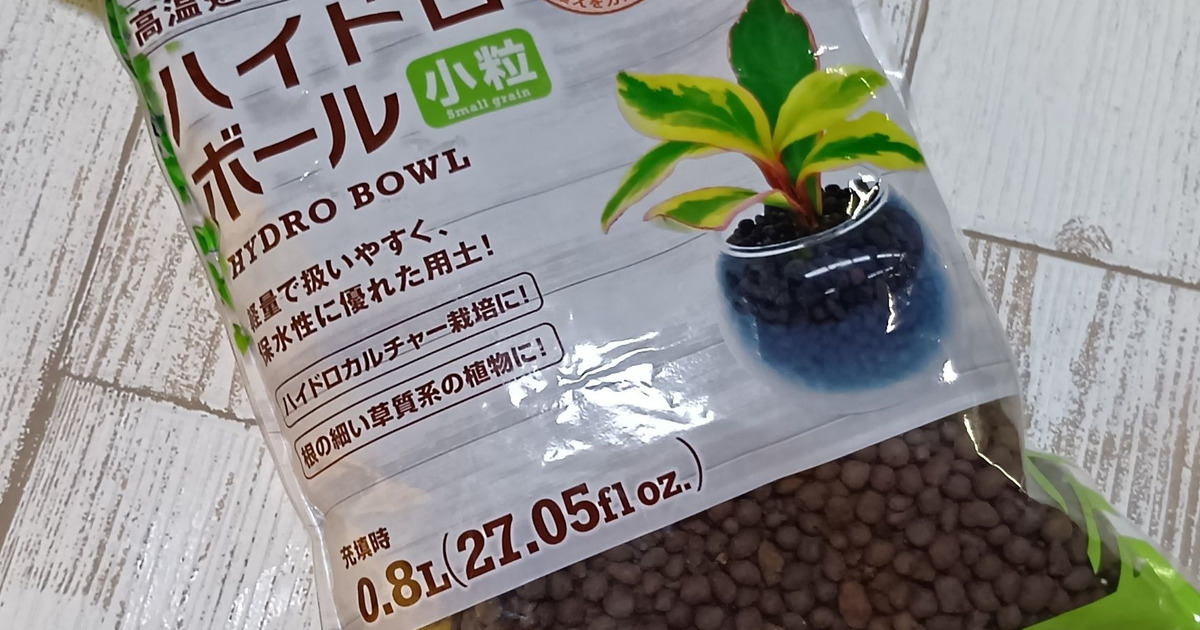 高温
ハイドロ
ボール
小粒
Small grain
HYDRO BOWL
軽量で扱いやすく、
保水性に優れた用土!
ハイドロカルチャー栽培に!
根の細い草質系の植物に!
充填時
0.8L(27.05fl oz.)